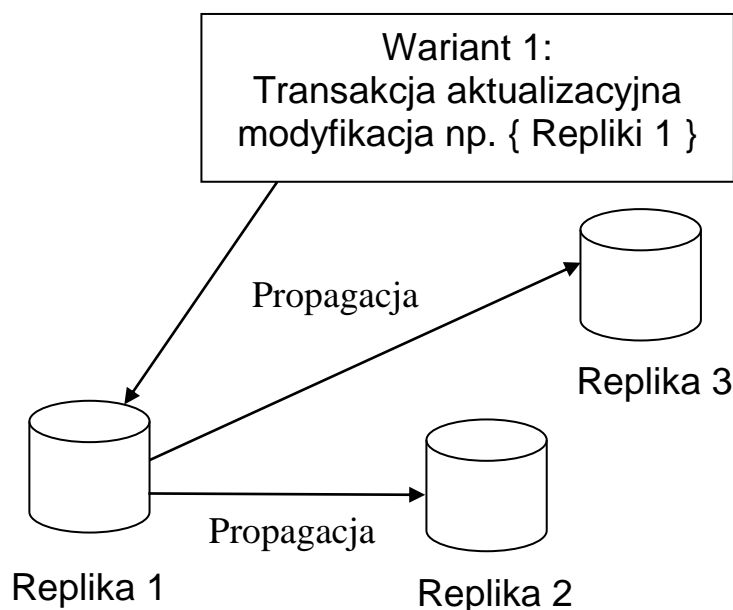 Wariant 1:
Transakcja aktualizacyjna
modyfikacja np. { Repliki 1 }
Propagacja
Replika 3
Propagacja
Replika 1
Replika 2